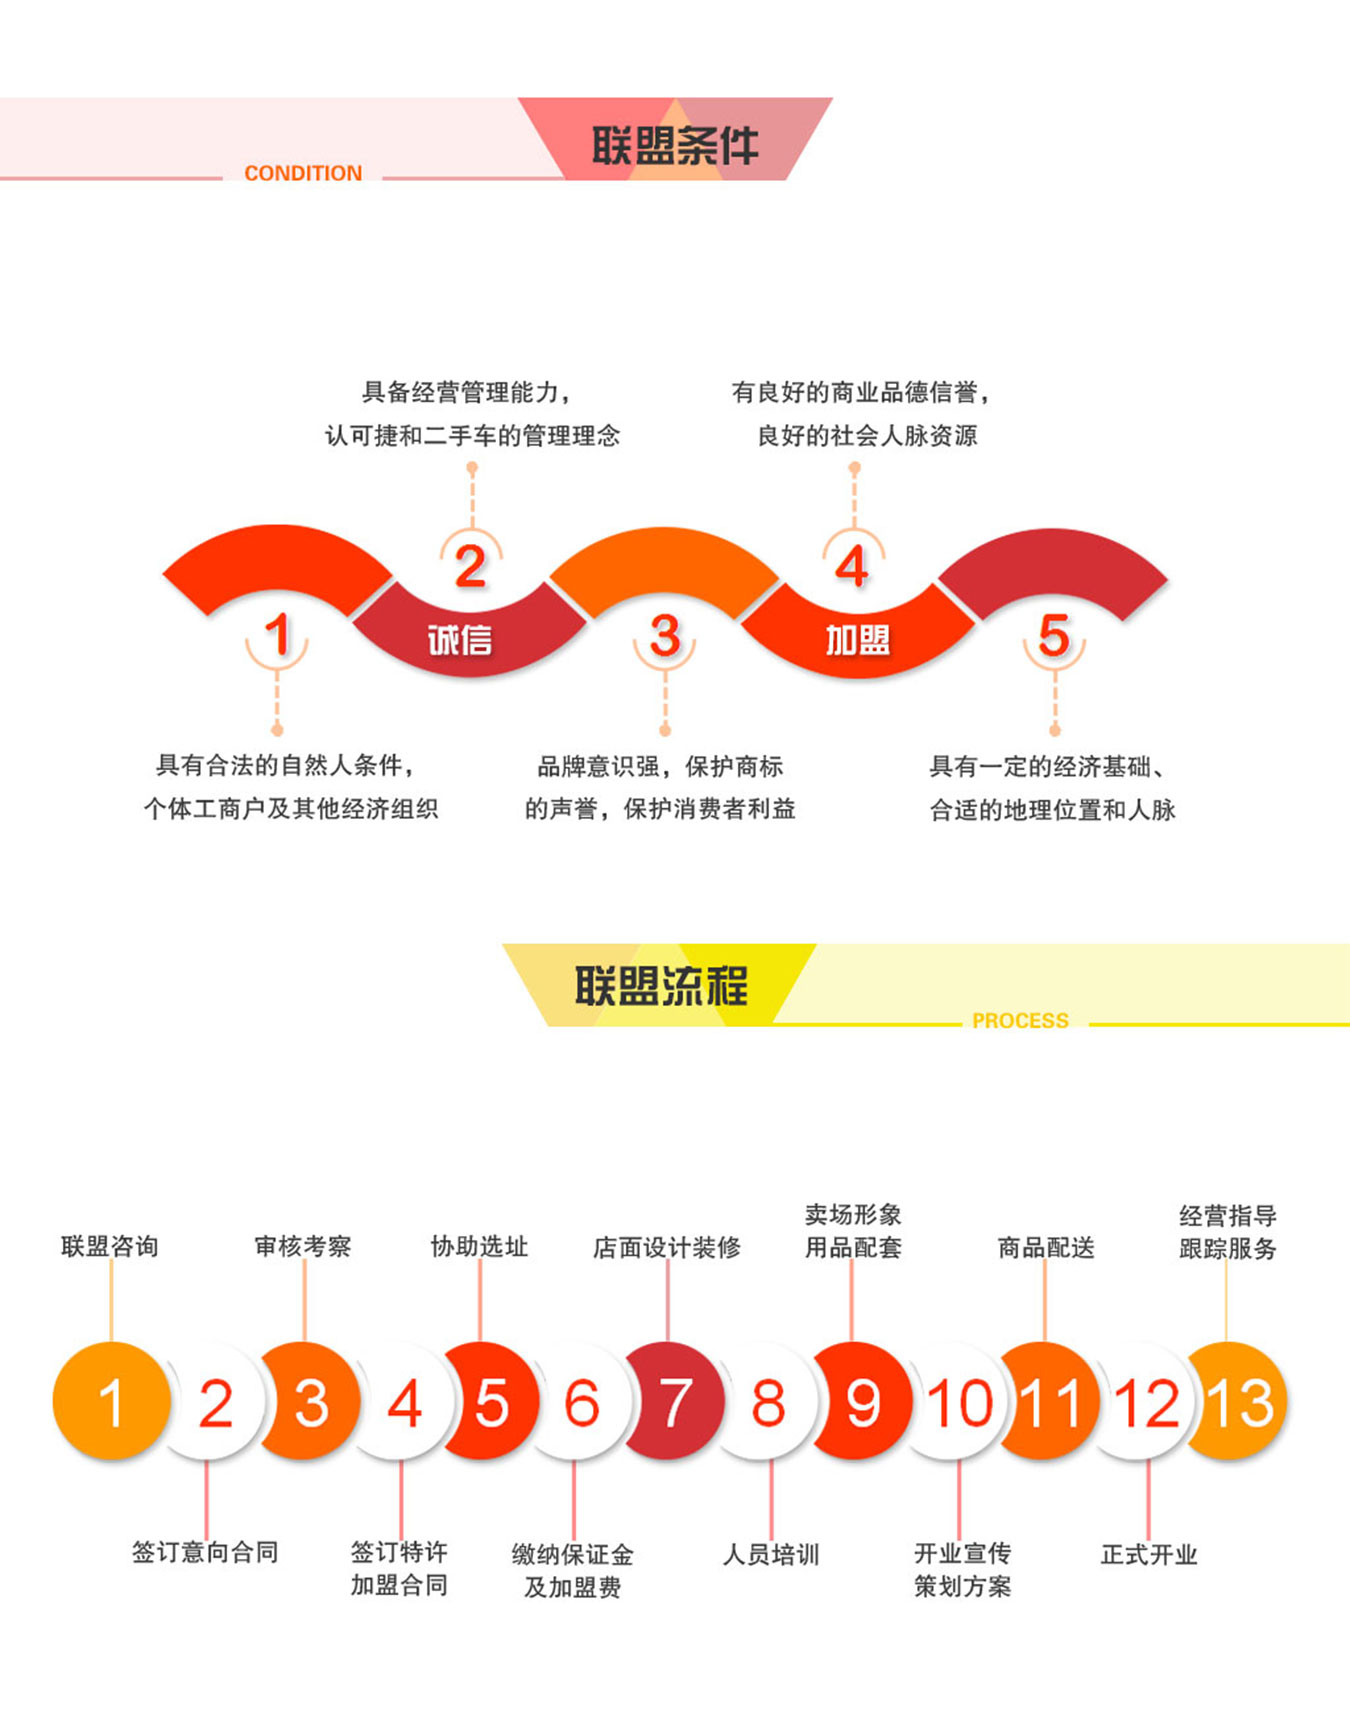 联盟条件
CONDITION
具备经营管理能力，
认可捷和二手车的管理理念
有良好的商业品德信誉，
良好的社会人脉资源
2
4
诚信
加盟
1
3
5
具有合法的自然人条件，
个体工商户及其他经济组织
品牌意识强，保护商标
的声誉，保护消费者利益
具有一定的经济基础、
合适的地理位置和人脉
联盟流程
PROCESS
联盟咨询
审核考察
协助选址
店面设计装修
卖场形象
用品配套
商品配送
经营指导
跟踪服务
1 2 3 4 5 6 7 8 9 10 11 12 13
签订意向合同
签订特许
加盟合同
缴纳保证金
及加盟费
人员培训
开业宣传
策划方案
正式开业